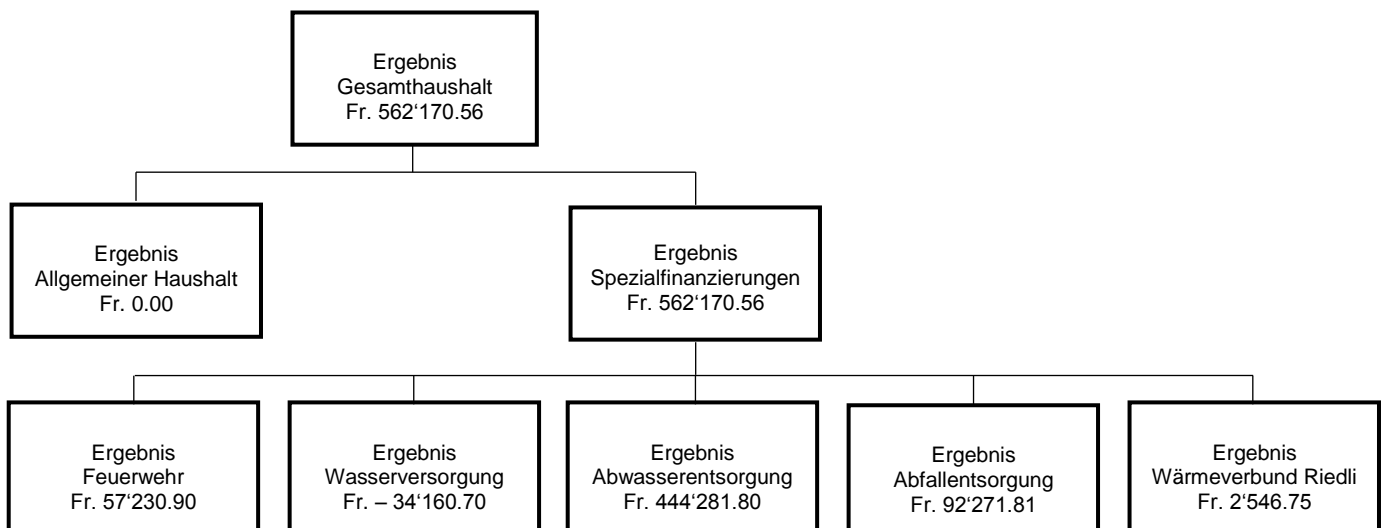 Ergebnis
Gesamthaushalt
Fr. 562‘170.56
Ergebnis
Allgemeiner Haushalt
Fr. 0.00
Ergebnis
Spezialfinanzierungen
Fr. 562‘170.56
Ergebnis
Feuerwehr
Fr. 57‘230.90
Ergebnis
Wasserversorgung
Fr. – 34‘160.70
Ergebnis
Abwasserentsorgung
Fr. 444‘281.80
Ergebnis
Abfallentsorgung
Fr. 92‘271.81
Ergebnis
Wärmeverbund Riedli
Fr. 2‘546.75